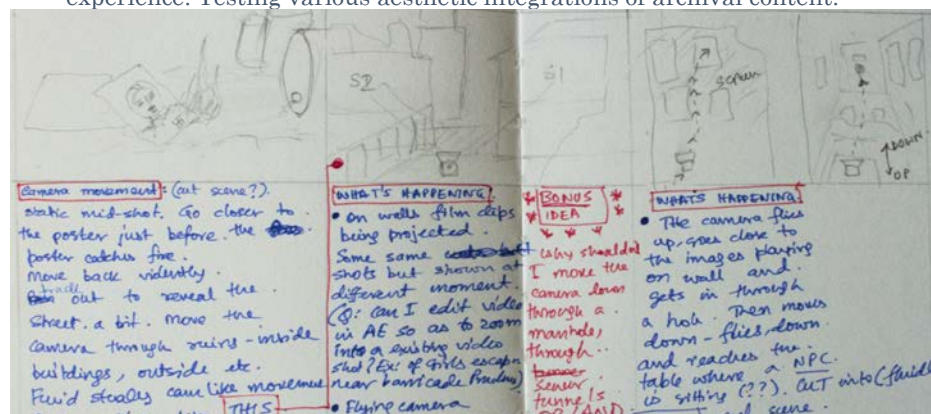 experience. Testing various aesthetic integrations of archival content.
S2
S1
screen
DOWN
UP
Camera movement: (cut scene?).
static mid-shot. Go closer to
the poster just before the
poster catches fire.
Move back violently.
track out to reveal the
street a bit. move the
camera through ruins - inside
buildings, outside etc.
Fluid steady cam like movement
THIS
WHAT'S HAPPENING:
• on walls film clips
being projected.
Some same
shots but shown at
different moment.
(Q: can I edit video
in AE so as to zoom
into a existing video
shot? Ex: of Girls escaping
near barricade
• Flying camera
BONUS
IDEA
why shouldn't
I move the
camera down
through a
manhole,
through
sewer
tunnels
WHAT'S HAPPENING:
• The camera flies
up, goes close to
the images playing
on wall and
gets in through
a hole. Then moves
down - flies down
and reaches the
table where a NPC
is sitting (??). CUT into (fluid
scene